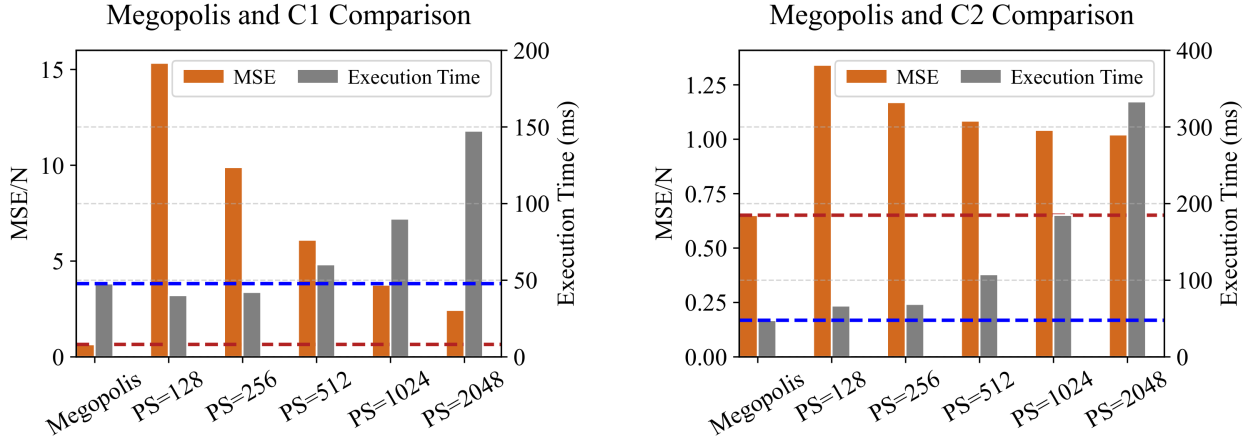 Megopolis and C1 Comparison
MSE
Execution Time
MSE/N
15
10
5
0
200
150
100
50
0
Execution Time (ms)
Megopolis
PS=128
PS=256
PS=512
PS=1024
PS=2048
Megopolis and C2 Comparison
MSE
Execution Time
MSE/N
1.25
1.00
0.75
0.50
0.25
0.00
400
300
200
100
0
Execution Time (ms)
Megopolis
PS=128
PS=256
PS=512
PS=1024
PS=2048